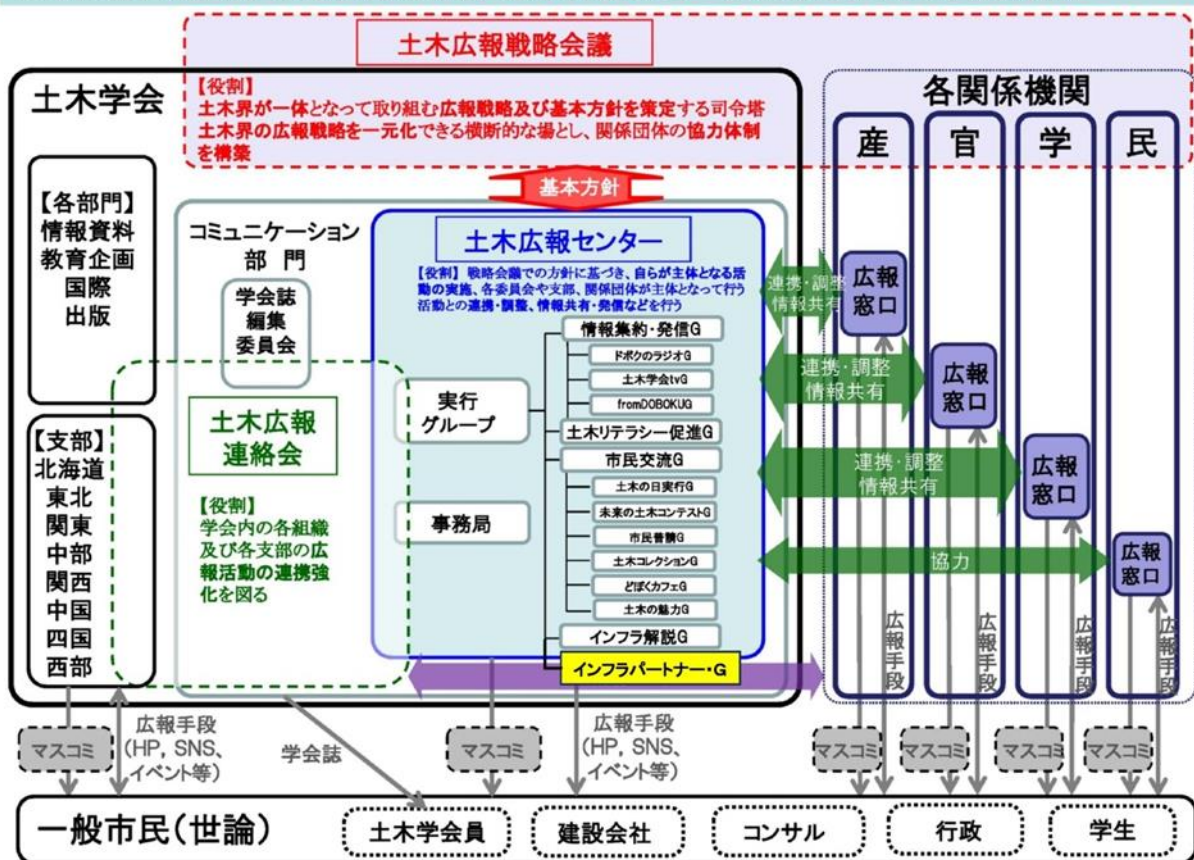 土木広報戦略会議
【役割】
土木界が一体となって取り組む広報戦略及び基本方針を策定する司令塔
土木界の広報戦略を一元化できる横断的な場とし、関係団体の協力体制
を構築
土木学会
各関係機関
産
官
学
民
基本方針
【各部門】
情報資料
教育企画
国際
出版
【支部】
北海道
東北
関東
中部
関西
中国
四国
西部
コミュニケーション
部 門
学会誌
編集
委員会
土木広報
連絡会
【役割】
学会内の各組織
及び各支部の広
報活動の連携強
化を図る
土木広報センター
【役割】 戦略会議での方針に基づき、自らが主体となる活
動の実施、各委員会や支部、関係団体が主体となって行う
活動との連携・調整、情報共有・発信などを行う
実行
グループ
事務局
情報集約・発信G
ドボクのラジオG
土木学会tvG
fromDOBOKUG
土木リテラシー促進G
市民交流G
土木の日実行G
未来の土木コンテストG
市民普請G
土木コレクションG
どぼくカフェG
土木の魅力G
インフラ解説G
インフラパートナー・G
連携・調整
情報共有
広報
窓口
連携・調整
情報共有
広報
窓口
連携・調整
情報共有
広報
窓口
協力
広報
窓口
広報手段
広報手段
広報手段
広報手段
マスコミ
広報手段
(HP, SNS、
イベント等)
学会誌
マスコミ
広報手段
(HP, SNS、
イベント等)
マスコミ
マスコミ
マスコミ
マスコミ
一般市民(世論)
土木学会員
建設会社
コンサル
行政
学生